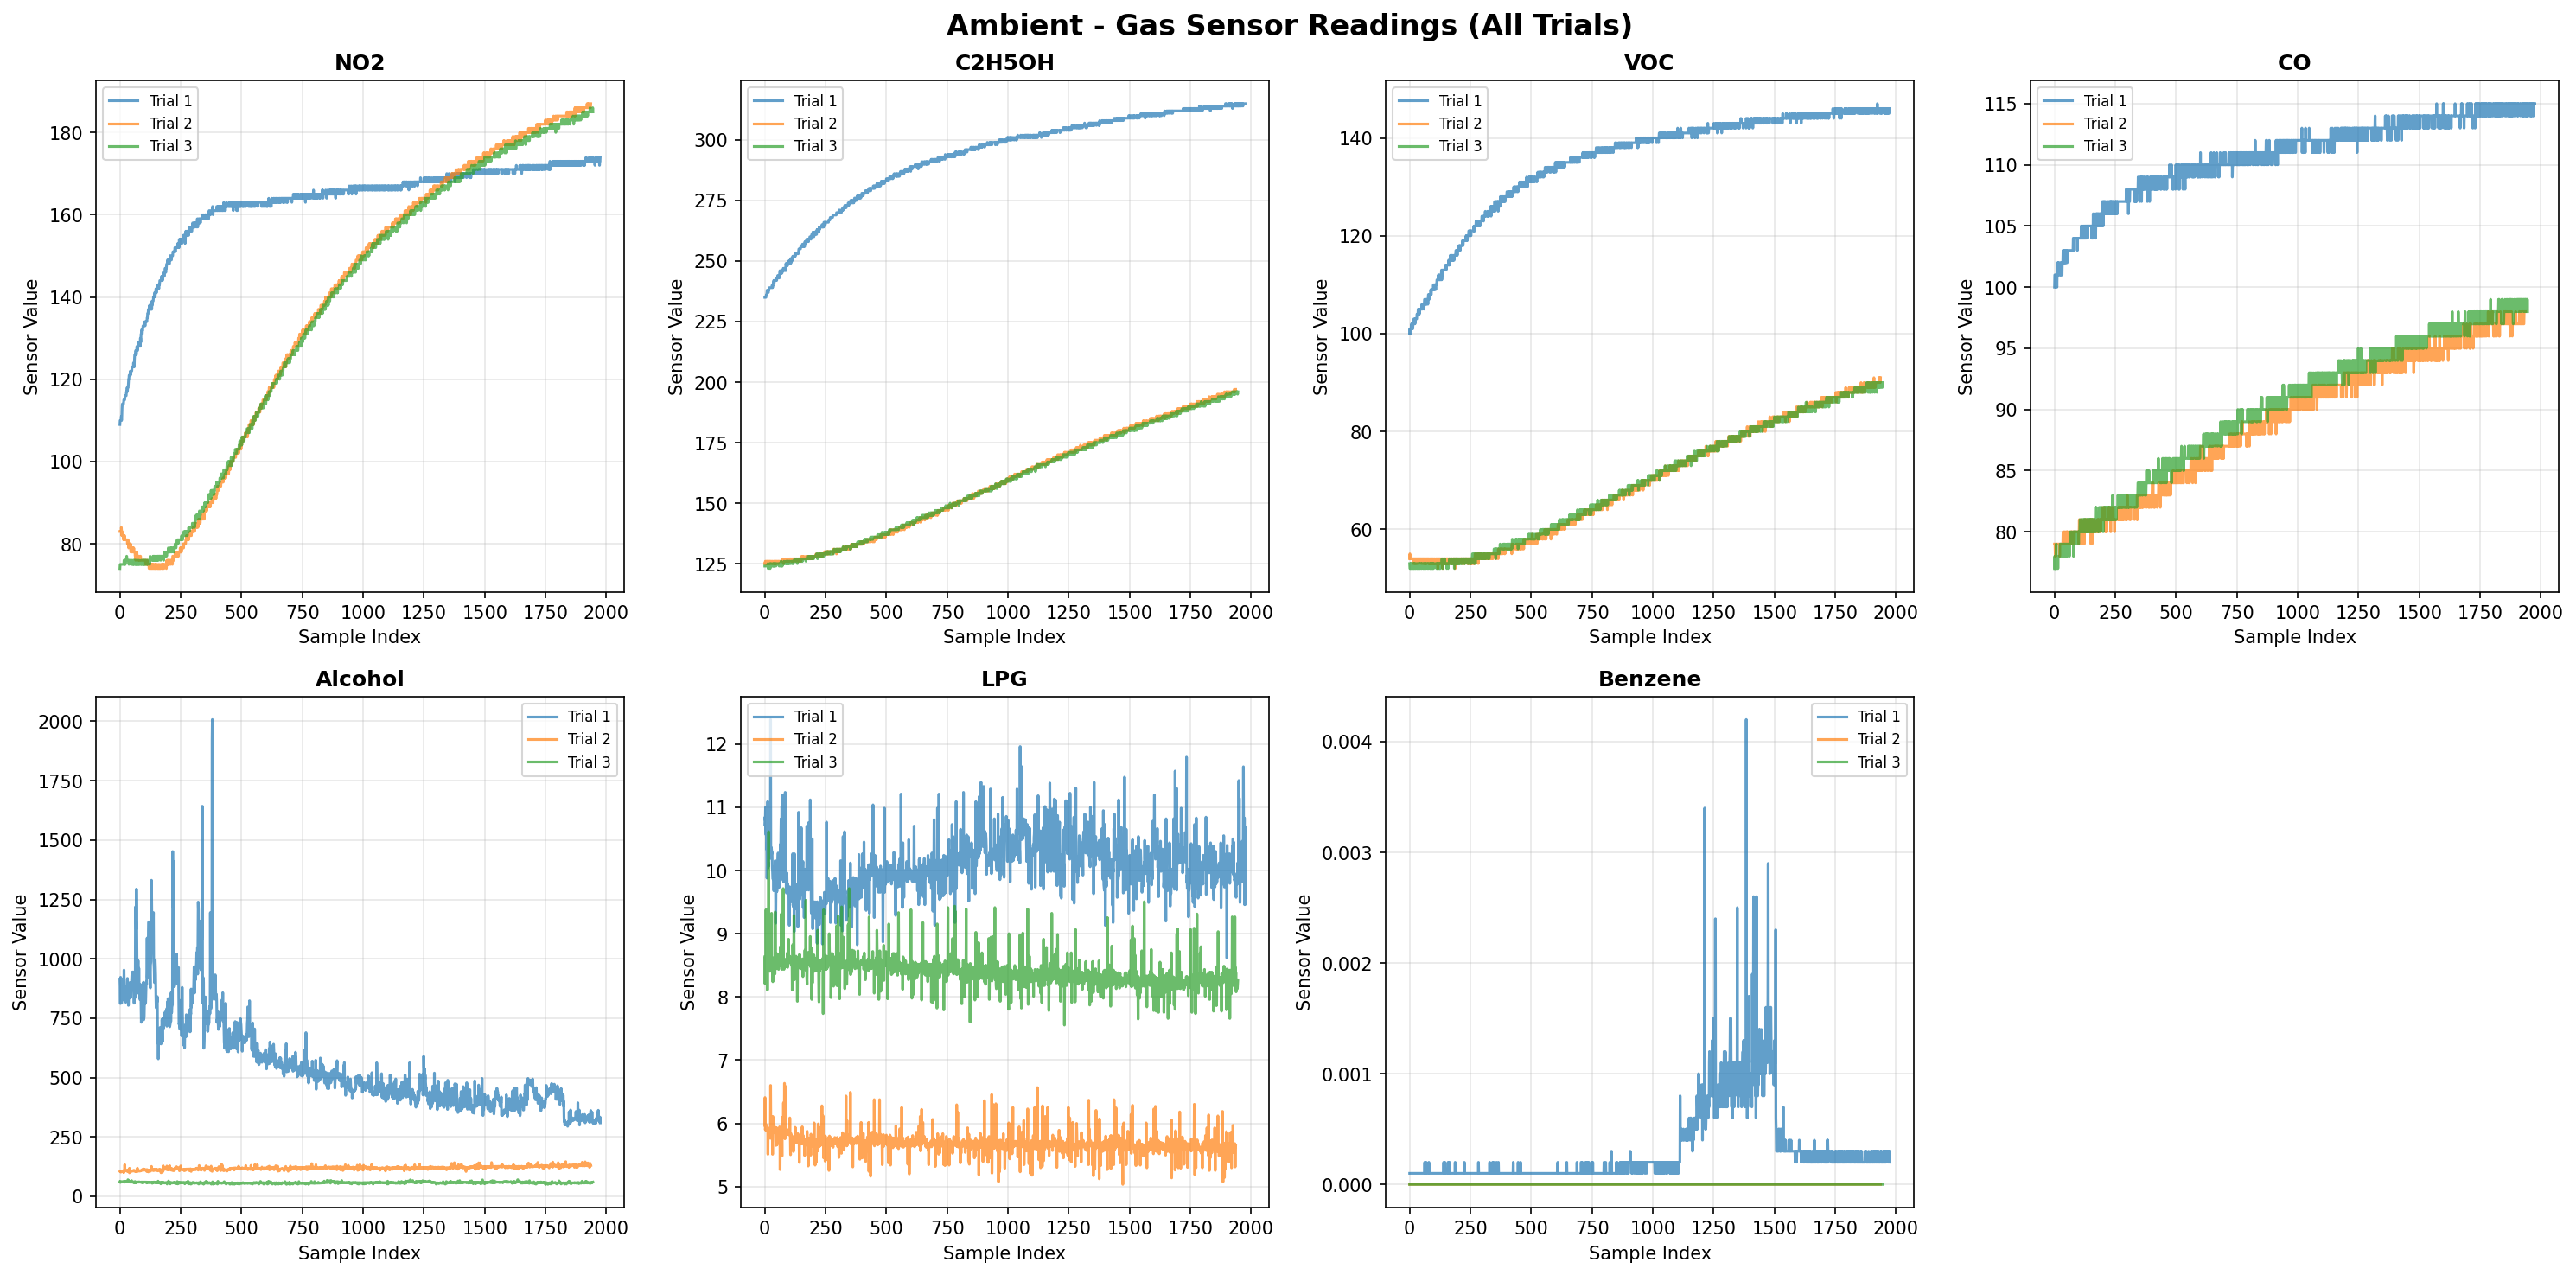 Ambient - Gas Sensor Readings (All Trials)
NO2
Trial 1
Trial 2
Trial 3
180
160
140
120
100
80
Sensor Value
0 250 500 750 1000 1250 1500 1750 2000
Sample Index
C2H5OH
Trial 1
Trial 2
Trial 3
300
275
250
225
200
175
150
125
Sensor Value
0 250 500 750 1000 1250 1500 1750 2000
Sample Index
VOC
Trial 1
Trial 2
Trial 3
140
120
100
80
60
Sensor Value
0 250 500 750 1000 1250 1500 1750 2000
Sample Index
CO
Trial 1
Trial 2
Trial 3
115
110
105
100
95
90
85
80
Sensor Value
0 250 500 750 1000 1250 1500 1750 2000
Sample Index
Alcohol
Trial 1
Trial 2
Trial 3
2000
1750
1500
1250
1000
750
500
250
0
Sensor Value
0 250 500 750 1000 1250 1500 1750 2000
Sample Index
LPG
Trial 1
Trial 2
Trial 3
12
11
10
9
8
7
6
5
Sensor Value
0 250 500 750 1000 1250 1500 1750 2000
Sample Index
Benzene
Trial 1
Trial 2
Trial 3
0.004
0.003
0.002
0.001
0.000
Sensor Value
0 250 500 750 1000 1250 1500 1750 2000
Sample Index